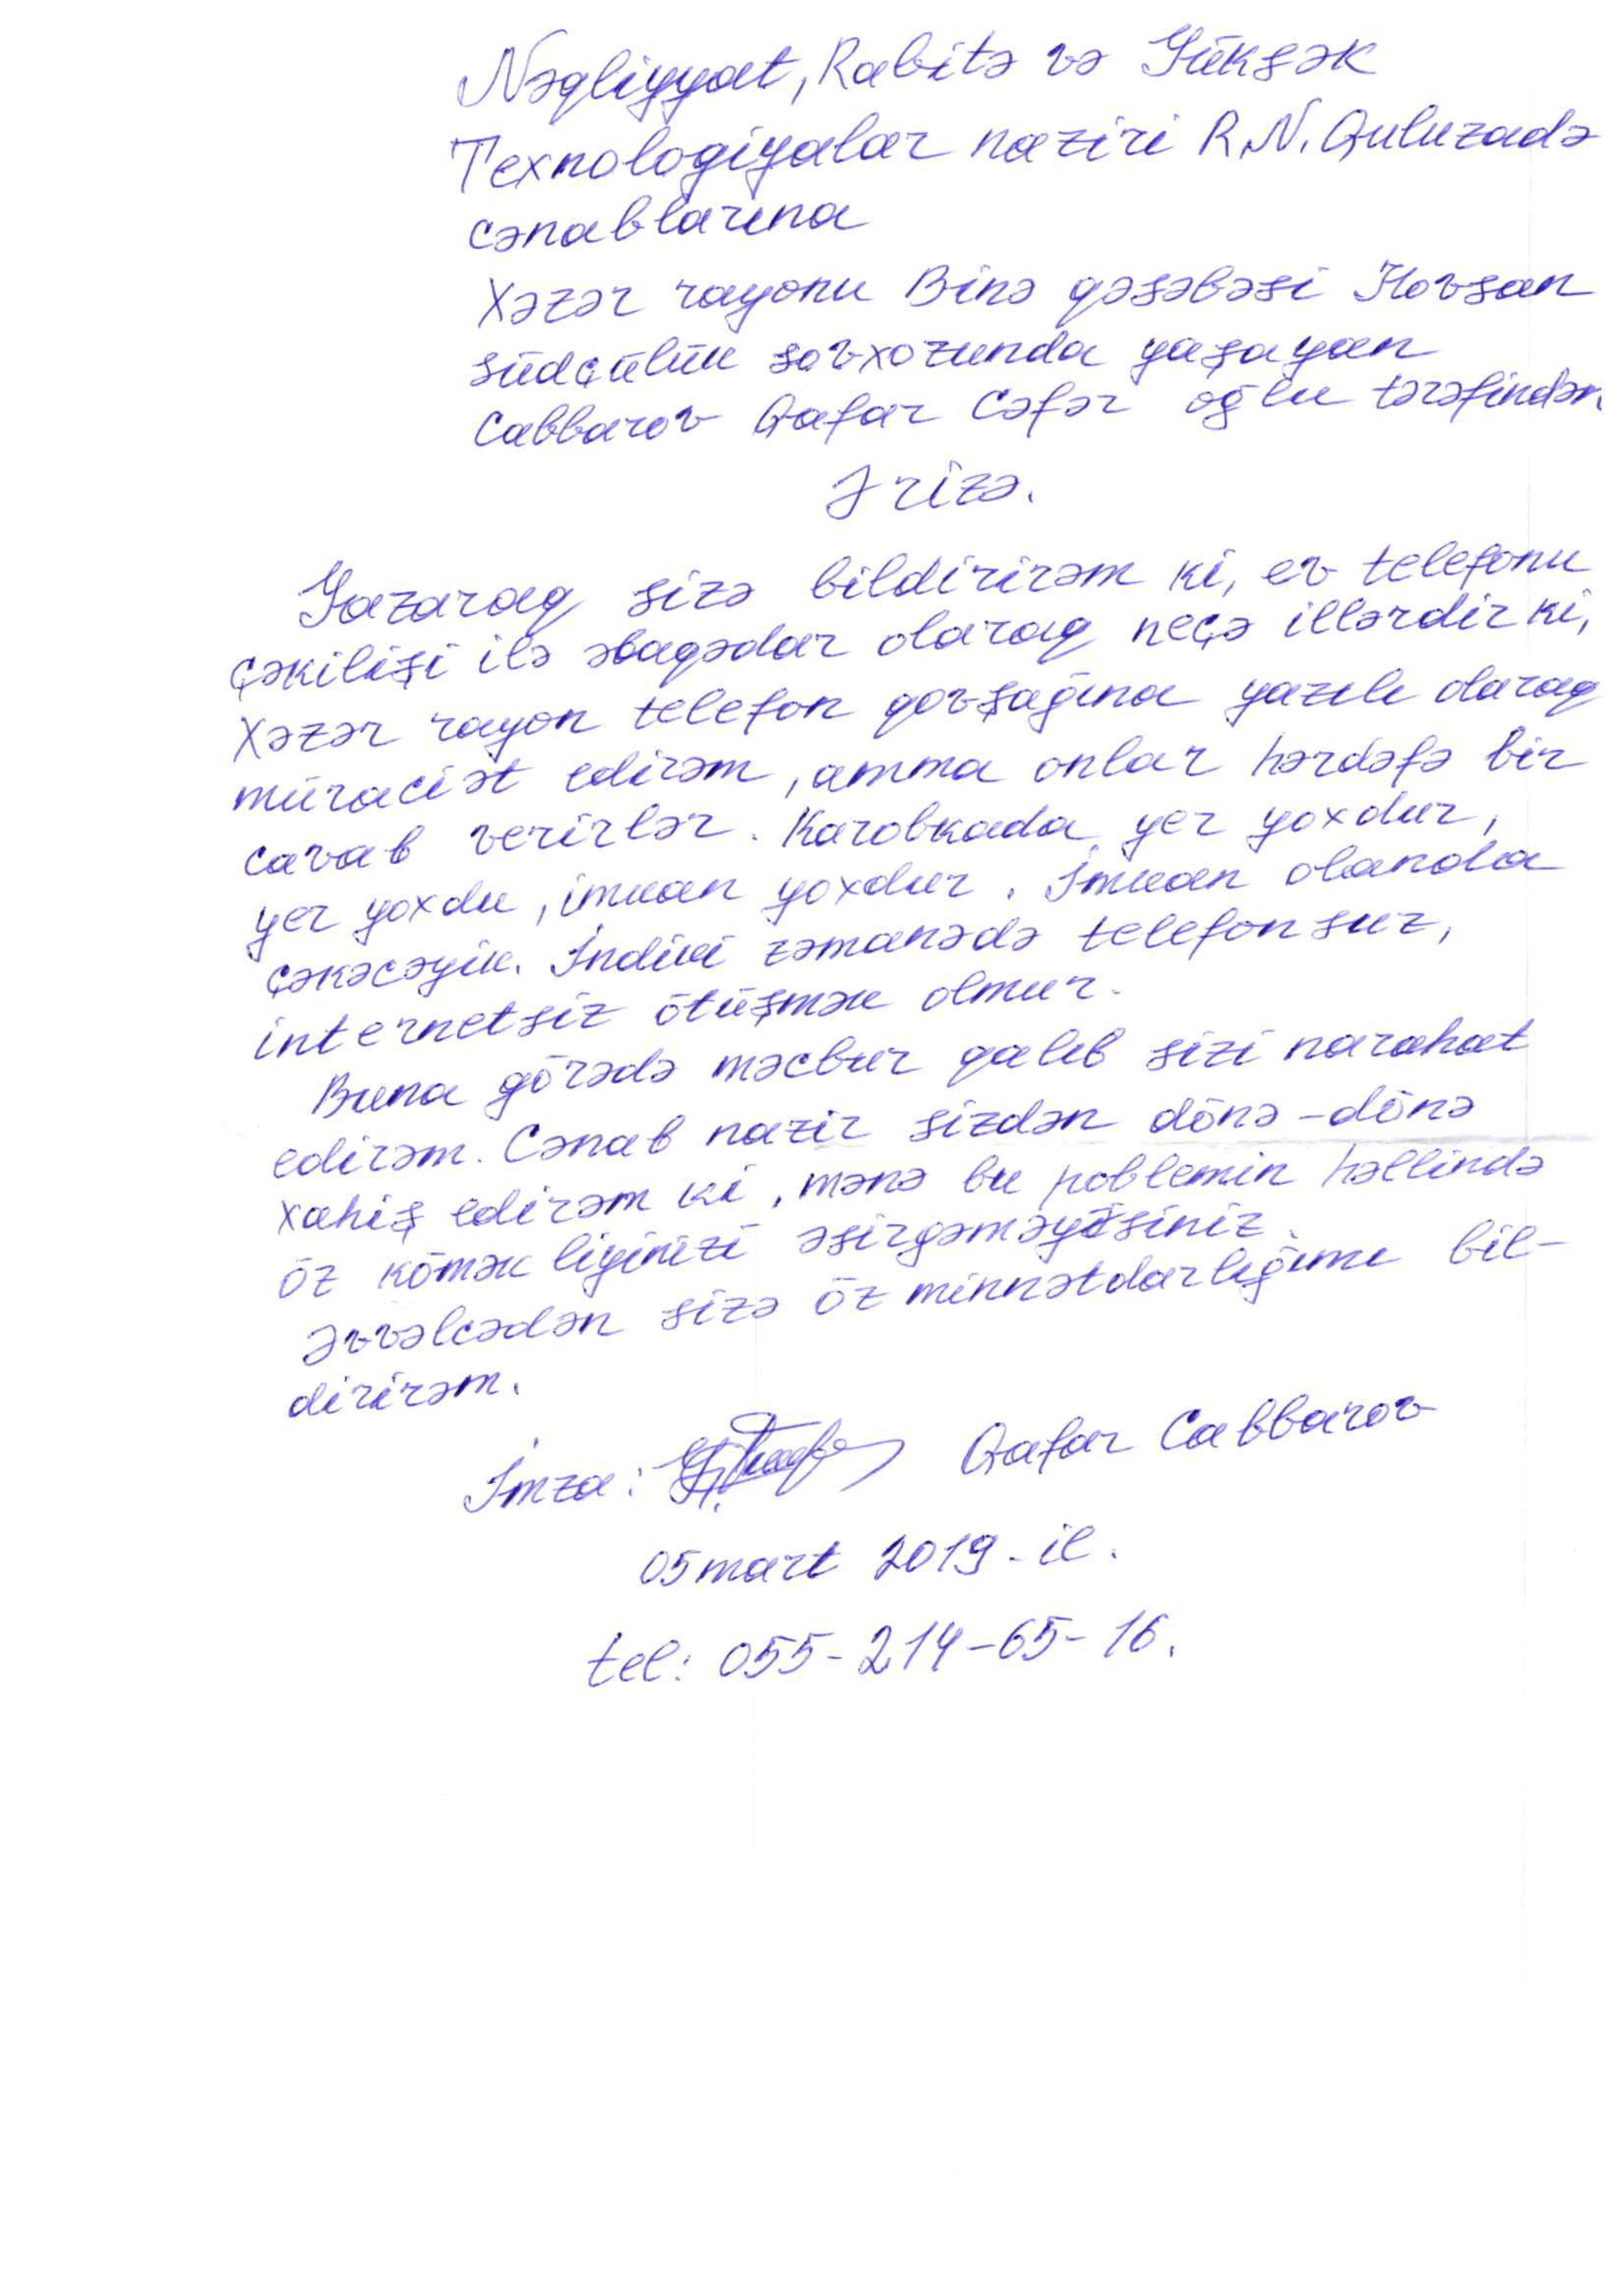 Nəqliyyat, Rabitə və Yüksək
Texnologiyalar naziri R.N. Quluzadə
cənablarına
Xəzər rayonu Binə qəsəbəsi Hovsan
südçülük sovxozunda yaşayan
Cabbarov Qafar Cəfər oğlu tərəfindən
Ərizə.
Yazaraq sizə bildirirəm ki, ev telefonu
çəkilişi ilə əlaqədar olaraq neçə illərdir ki,
Xəzər rayon telefon qovşağına yazılı olaraq
müraciət edirəm, amma onlar hərdəfə bir
cavab verirlər. Karobkada yer yoxdur,
yer yoxdu, imkan yoxdur. İmkan olanda
çəkəcəyik. İndiki zəmanədə telefonsuz,
internetsiz ötüşmək olmur.
Buna görədə məcbur qalıb sizi narahat
edirəm. Cənab nazir sizdən dönə-dönə
xahiş edirəm ki, mənə bu poblemin həllində
öz köməkliyinizi əsirgəməyəsiniz.
Əvvəlcədən sizə öz minnətdarlığımı bil-
dirirəm.
İmza: Qafar Cabbarov
05 mart 2019-il.
tel: 055-214-65-16.